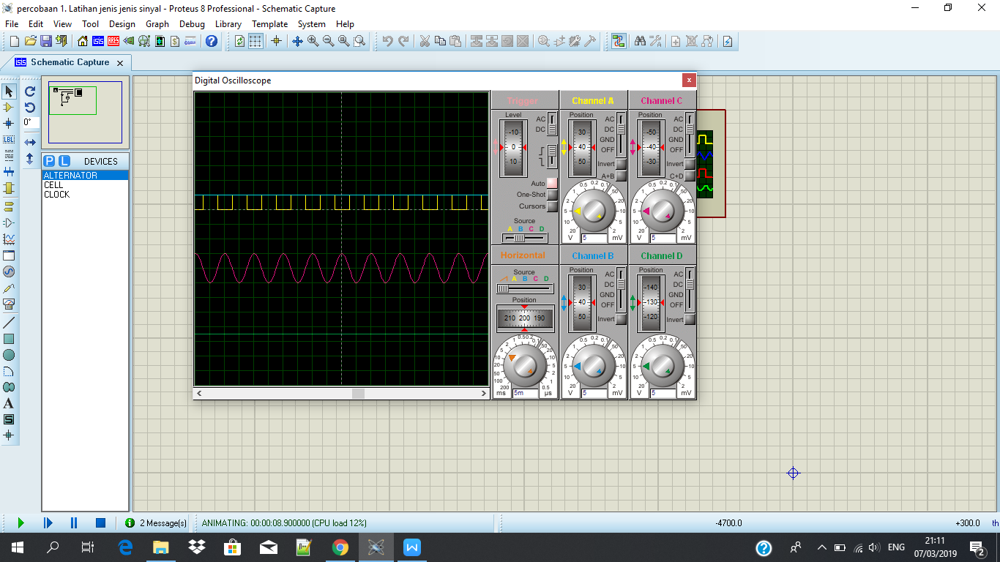 percobaan 1. Latihan jenis jenis sinyal - Proteus 8 Professional - Schematic Capture
File Edit View Tool Design Graph Debug Library Template System Help
Schematic Capture
0°
P L DEVICES
ALTERNATOR
CELL
CLOCK
LBL
A
S
Digital Oscilloscope
Trigger
Level
-10
0
10
AC
DC
Auto
One-Shot
Cursors
Source
A B C D
Channel A
Position
30
40
50
AC
DC
GND
OFF
Invert
A+B
V 5 mV
Channel C
Position
-50
-40
-30
AC
DC
GND
OFF
Invert
C+D
V 5 mV
Horizontal
Source
A B C D
Position
210 200 190
ms 5m µs
Channel B
Position
30
40
50
AC
DC
GND
OFF
Invert
V 5 mV
Channel D
Position
-140
-130
-120
AC
DC
GND
OFF
Invert
V 5 mV
2 Message(s)
ANIMATING: 00:00:08.900000 (CPU load 12%)
-4700.0
+300.0
th
ENG
21:11
07/03/2019
2